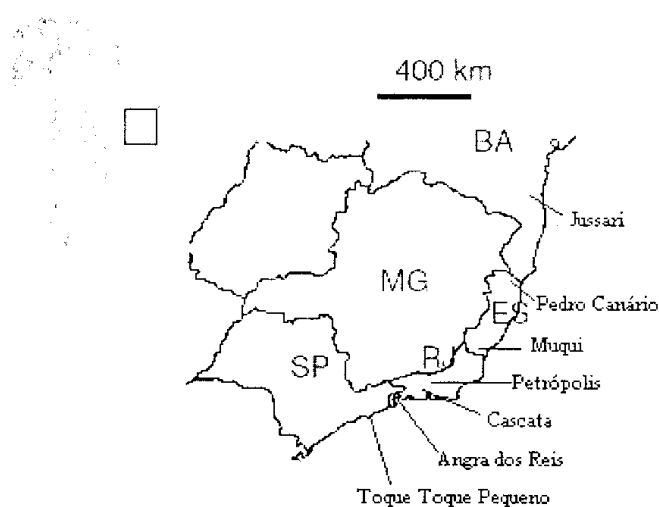 400 km
BA
Jussari
MG
Pedro Canário
ES
RJ
Muqui
SP
Petrópolis
Cascata
Angra dos Reis
Toque Toque Pequeno